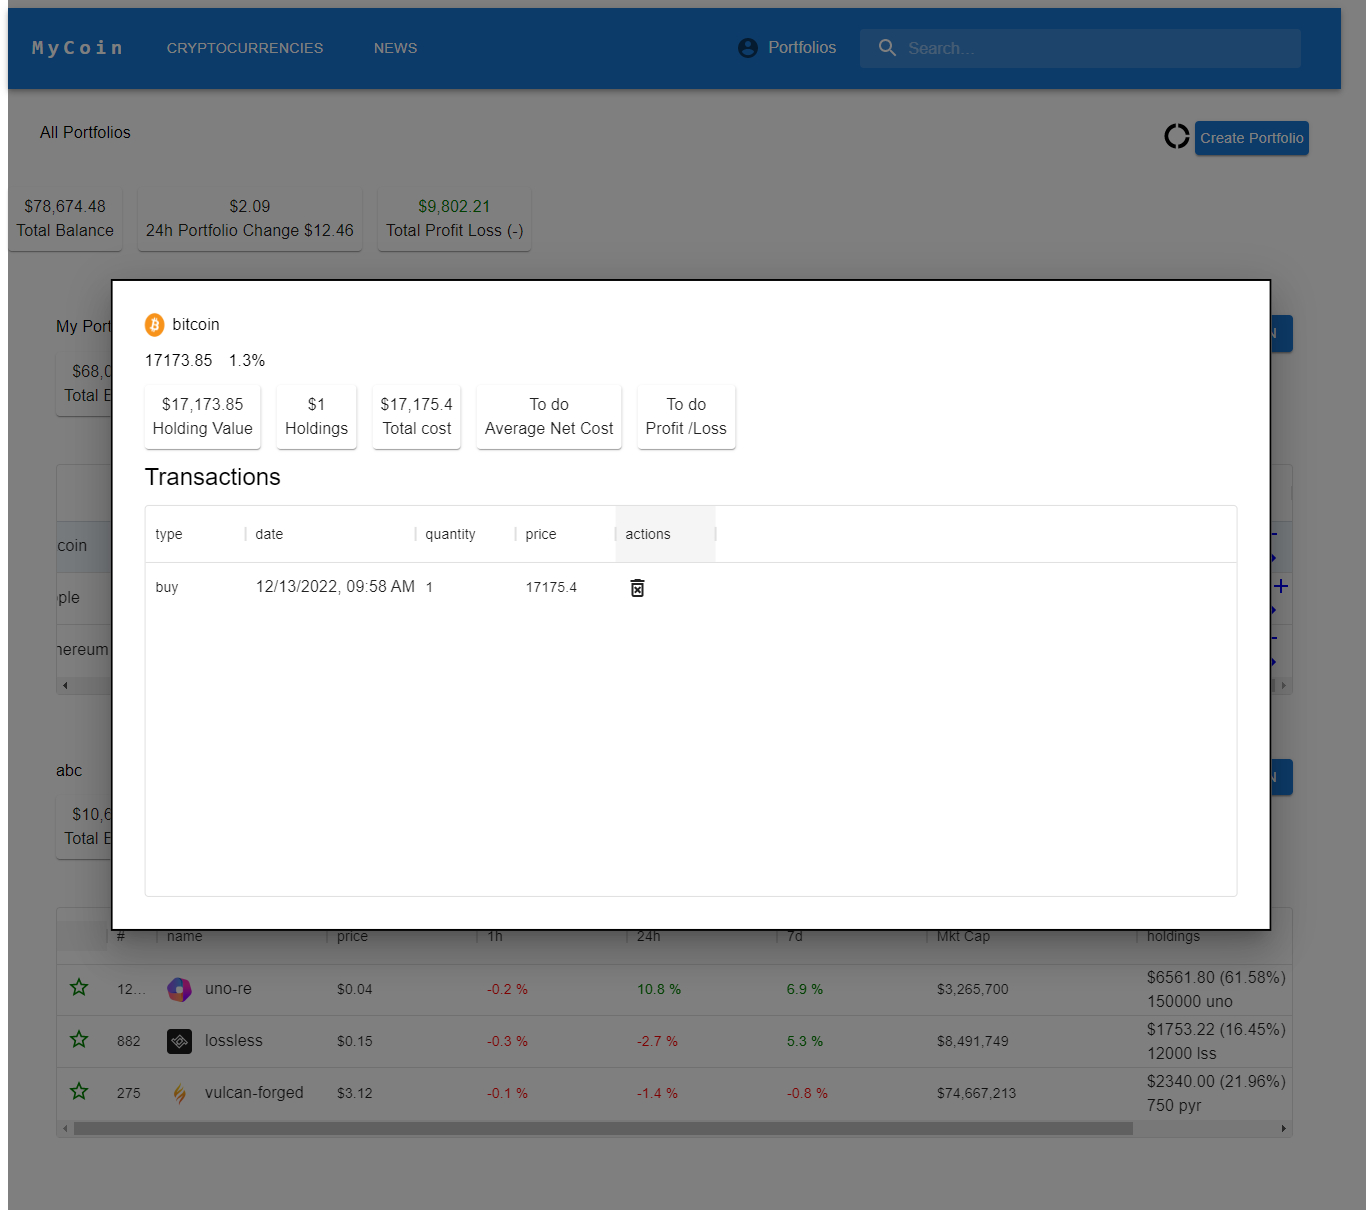 MyCoin CRYPTOCURRENCIES NEWS Portfolios Search...
All Portfolios Create Portfolio
$78,674.48 $2.09 $9,802.21
Total Balance 24h Portfolio Change $12.46 Total Profit Loss (-)
My Port
$68,0
Total E
bitcoin
17173.85 1.3%
$17,173.85 $1 $17,175.4 To do To do
Holding Value Holdings Total cost Average Net Cost Profit /Loss
Transactions
type date quantity price actions
buy 12/13/2022, 09:58 AM 1 17175.4
coin
ple
hereum
abc
$10,6
Total E
# name price 1h 24h 7d Mkt Cap holdings
12... uno-re $0.04 -0.2 % 10.8 % 6.9 % $3,265,700 $6561.80 (61.58%)
150000 uno
882 lossless $0.15 -0.3 % -2.7 % 5.3 % $8,491,749 $1753.22 (16.45%)
12000 lss
275 vulcan-forged $3.12 -0.1 % -1.4 % -0.8 % $74,667,213 $2340.00 (21.96%)
750 pyr